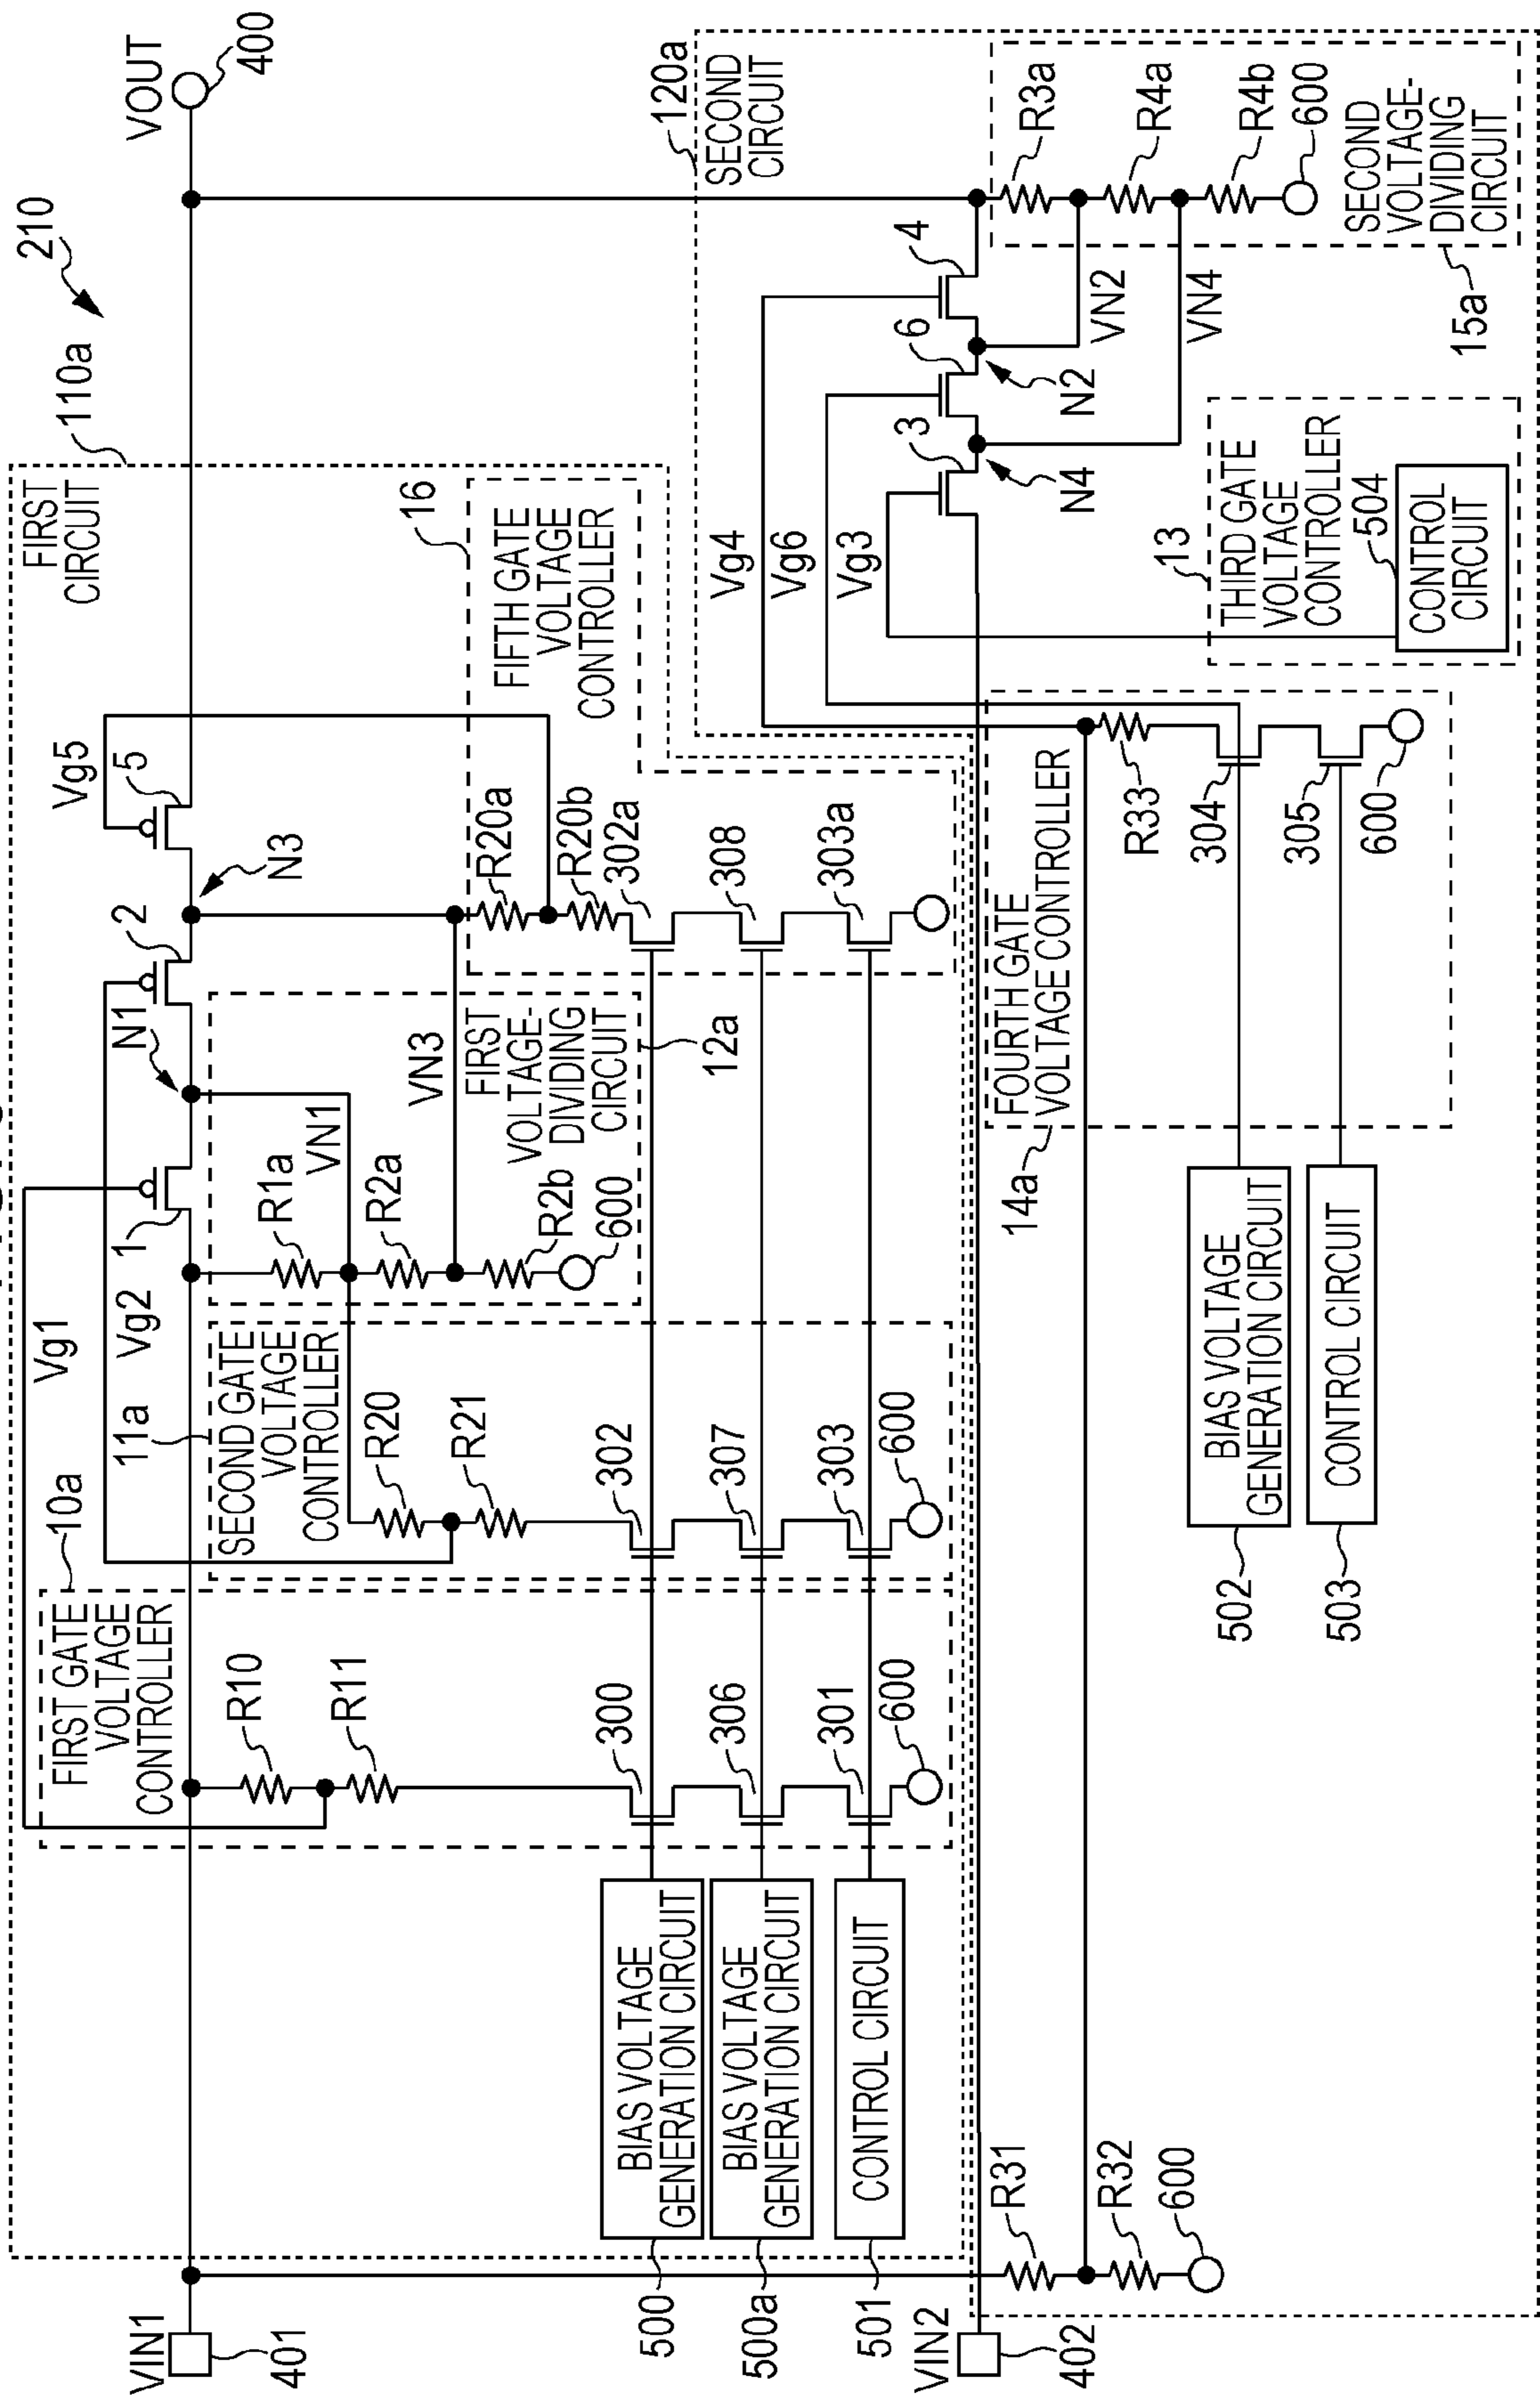 210
VIN1
401
VOUT
400
110a
FIRST
CIRCUIT
Vg1
10a
FIRST GATE
VOLTAGE
CONTROLLER
R10
R11
300
306
301
600
Vg2
11a
SECOND GATE
VOLTAGE
CONTROLLER
R20
R21
302
307
303
600
1
N1
2
N3
5
Vg5
R1a
VN1
R2a
VN3
R2b
600
FIRST
VOLTAGE-
DIVIDING
CIRCUIT
12a
16
FIFTH GATE
VOLTAGE
CONTROLLER
R20a
R20b
302a
308
303a
BIAS VOLTAGE
GENERATION CIRCUIT
500
BIAS VOLTAGE
GENERATION CIRCUIT
500a
CONTROL CIRCUIT
501
VIN2
402
R31
R32
600
120a
SECOND
CIRCUIT
Vg4
Vg6
Vg3
3
6
4
N4
N2
VN2
VN4
R3a
R4a
R4b
600
SECOND
VOLTAGE-
DIVIDING
CIRCUIT
15a
13
THIRD GATE
VOLTAGE
CONTROLLER
504
CONTROL
CIRCUIT
14a
FOURTH GATE
VOLTAGE CONTROLLER
R33
304
305
600
BIAS VOLTAGE
GENERATION CIRCUIT
502
CONTROL CIRCUIT
503